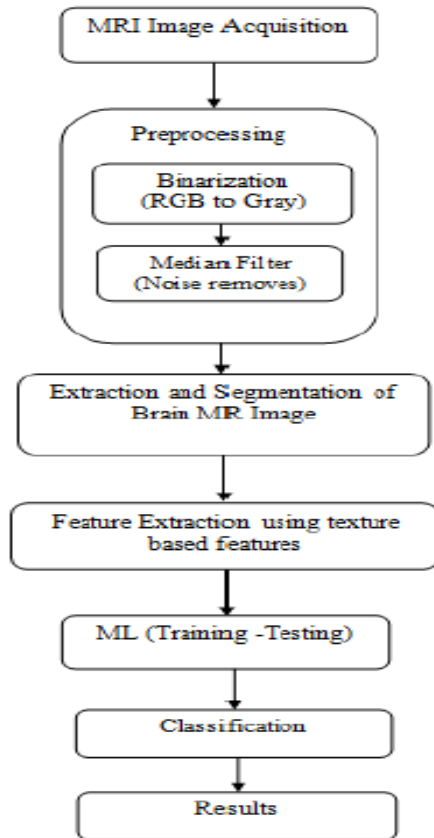 MRI Image Acquisition
Preprocessing
Binarization
(RGB to Gray)
Median Filter
(Noise removes)
Extraction and Segmentation of
Brain MR Image
Feature Extraction using texture
based features
ML (Training -Testing)
Classification
Results